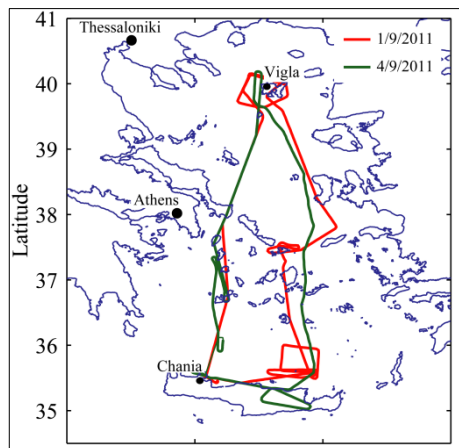 41
Thessaloniki
1/9/2011
Vigla
4/9/2011
40
39
Latitude
Athens
38
37
36
Chania
35